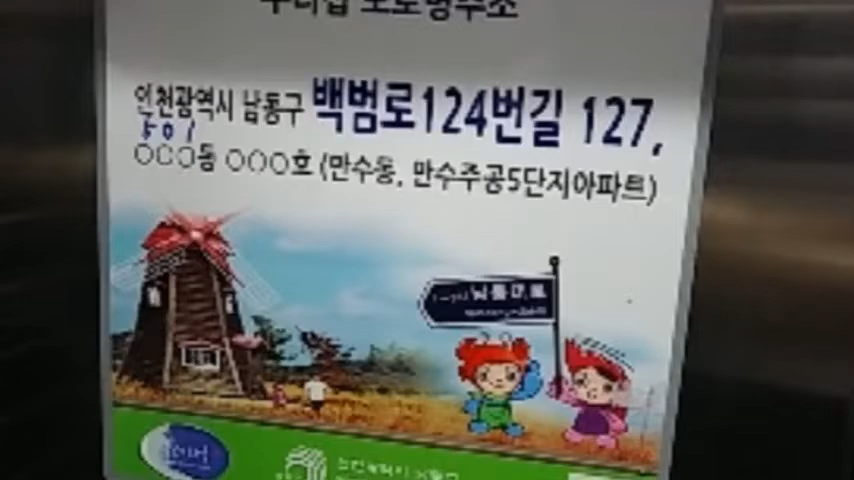 우리집 도로명주소
인천광역시 남동구 백범로124번길 127,
501
○○○동 ○○○호 (만수동, 만수주공5단지아파트)